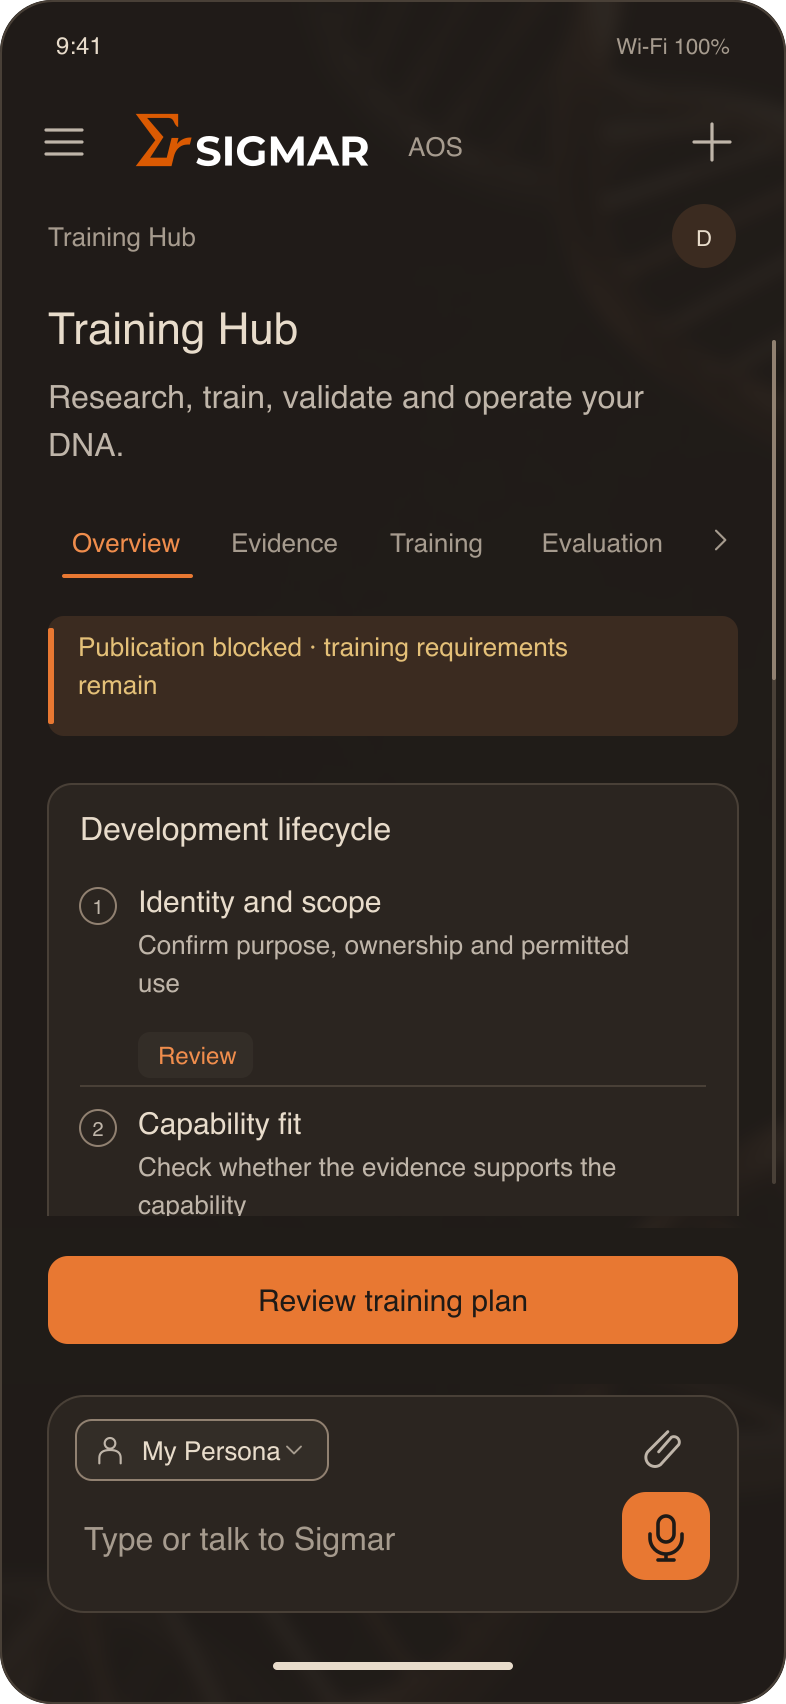 9:41
Wi-Fi 100%
Σr SIGMAR
AOS
Training Hub
D
Training Hub
Research, train, validate and operate your
DNA.
Overview
Evidence
Training
Evaluation
Publication blocked · training requirements
remain
Development lifecycle
1
Identity and scope
Confirm purpose, ownership and permitted
use
Review
2
Capability fit
Check whether the evidence supports the
capability
Review training plan
My Persona
Type or talk to Sigmar